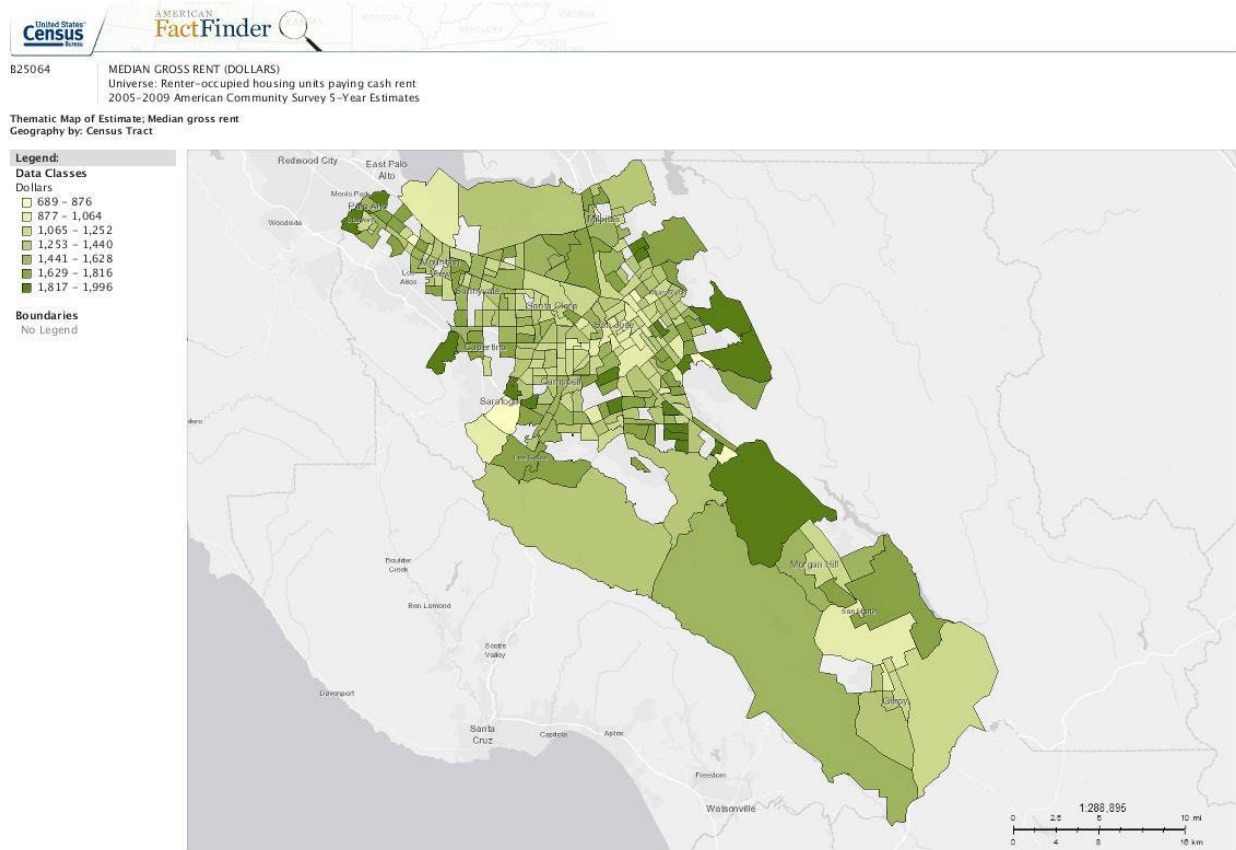 United States®
Census
Bureau
AMERICAN
FactFinder
B25064
MEDIAN GROSS RENT (DOLLARS)
Universe: Renter-occupied housing units paying cash rent
2005-2009 American Community Survey 5-Year Estimates
Thematic Map of Estimate; Median gross rent
Geography by: Census Tract
Legend:
Data Classes
Dollars
689 - 876
877 - 1,064
1,065 - 1,252
1,253 - 1,440
1,441 - 1,628
1,629 - 1,816
1,817 - 1,996
Boundaries
No Legend
Redwood City
East Palo
Alto
Menlo Park
Palo Alto
Woodside
Milpitas
Mountain
View
Los
Altos
Sunnyvale
Santa Clara
San Jose
Cupertino
Campbell
Saratoga
Los Gatos
Morgan Hill
Boulder
Creek
Ben Lomond
San Martin
Scotts
Valley
Davenport
Gilroy
Santa
Cruz
Capitola
Aptos
Freedom
Watsonville
1:288,895
0 2.5 5 10 mi
0 4 8 16 km